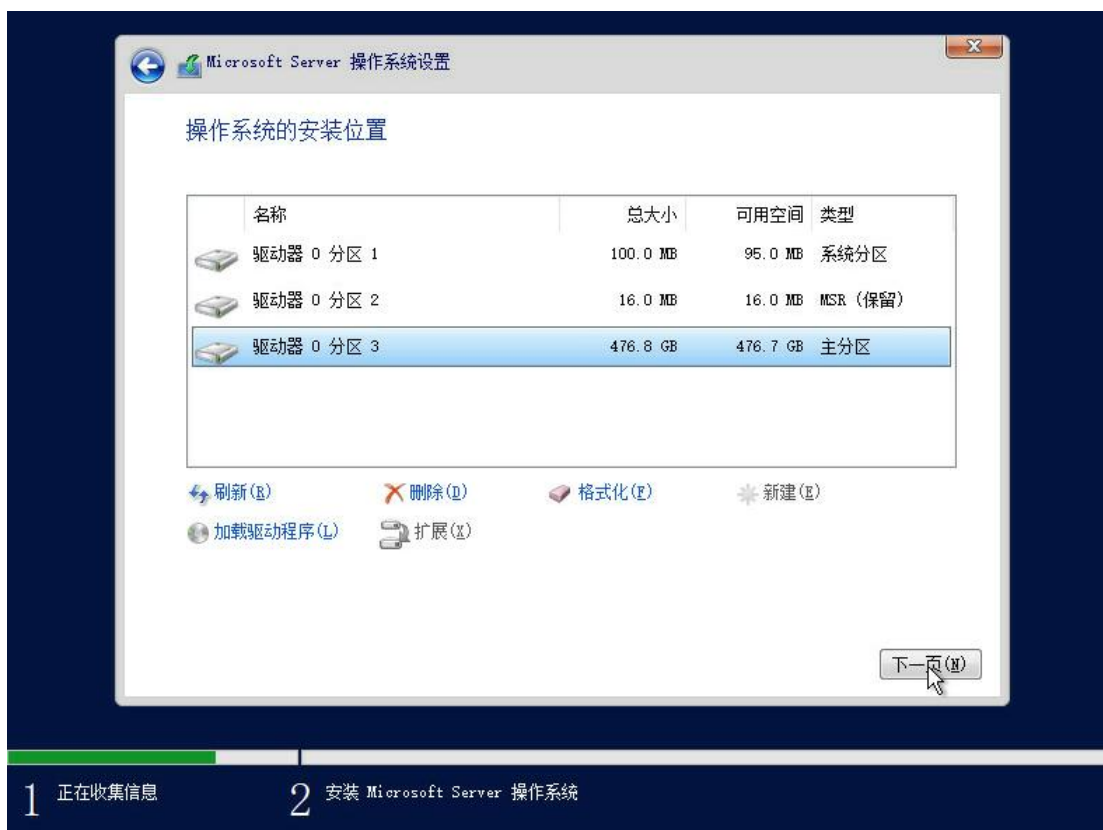 Microsoft Server 操作系统设置
操作系统的安装位置
名称 总大小 可用空间 类型
驱动器 0 分区 1 100.0 MB 95.0 MB 系统分区
驱动器 0 分区 2 16.0 MB 16.0 MB MSR (保留)
驱动器 0 分区 3 476.8 GB 476.7 GB 主分区
刷新(R) 删除(D) 格式化(F) 新建(E)
加载驱动程序(L) 扩展(X)
下一页(N)
1 正在收集信息 2 安装 Microsoft Server 操作系统